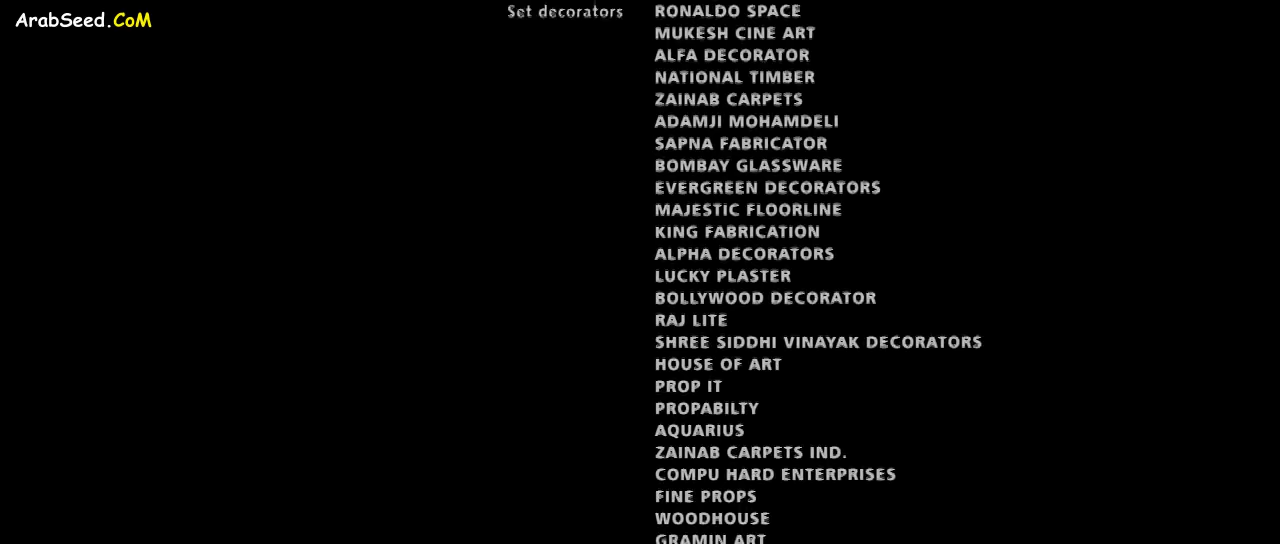 ArabSeed.CoM
Set decorators RONALDO SPACE
MUKESH CINE ART
ALFA DECORATOR
NATIONAL TIMBER
ZAINAB CARPETS
ADAMJI MOHAMDELI
SAPNA FABRICATOR
BOMBAY GLASSWARE
EVERGREEN DECORATORS
MAJESTIC FLOORLINE
KING FABRICATION
ALPHA DECORATORS
LUCKY PLASTER
BOLLYWOOD DECORATOR
RAJ LITE
SHREE SIDDHI VINAYAK DECORATORS
HOUSE OF ART
PROP IT
PROPABILTY
AQUARIUS
ZAINAB CARPETS IND.
COMPU HARD ENTERPRISES
FINE PROPS
WOODHOUSE
GRAMIN ART